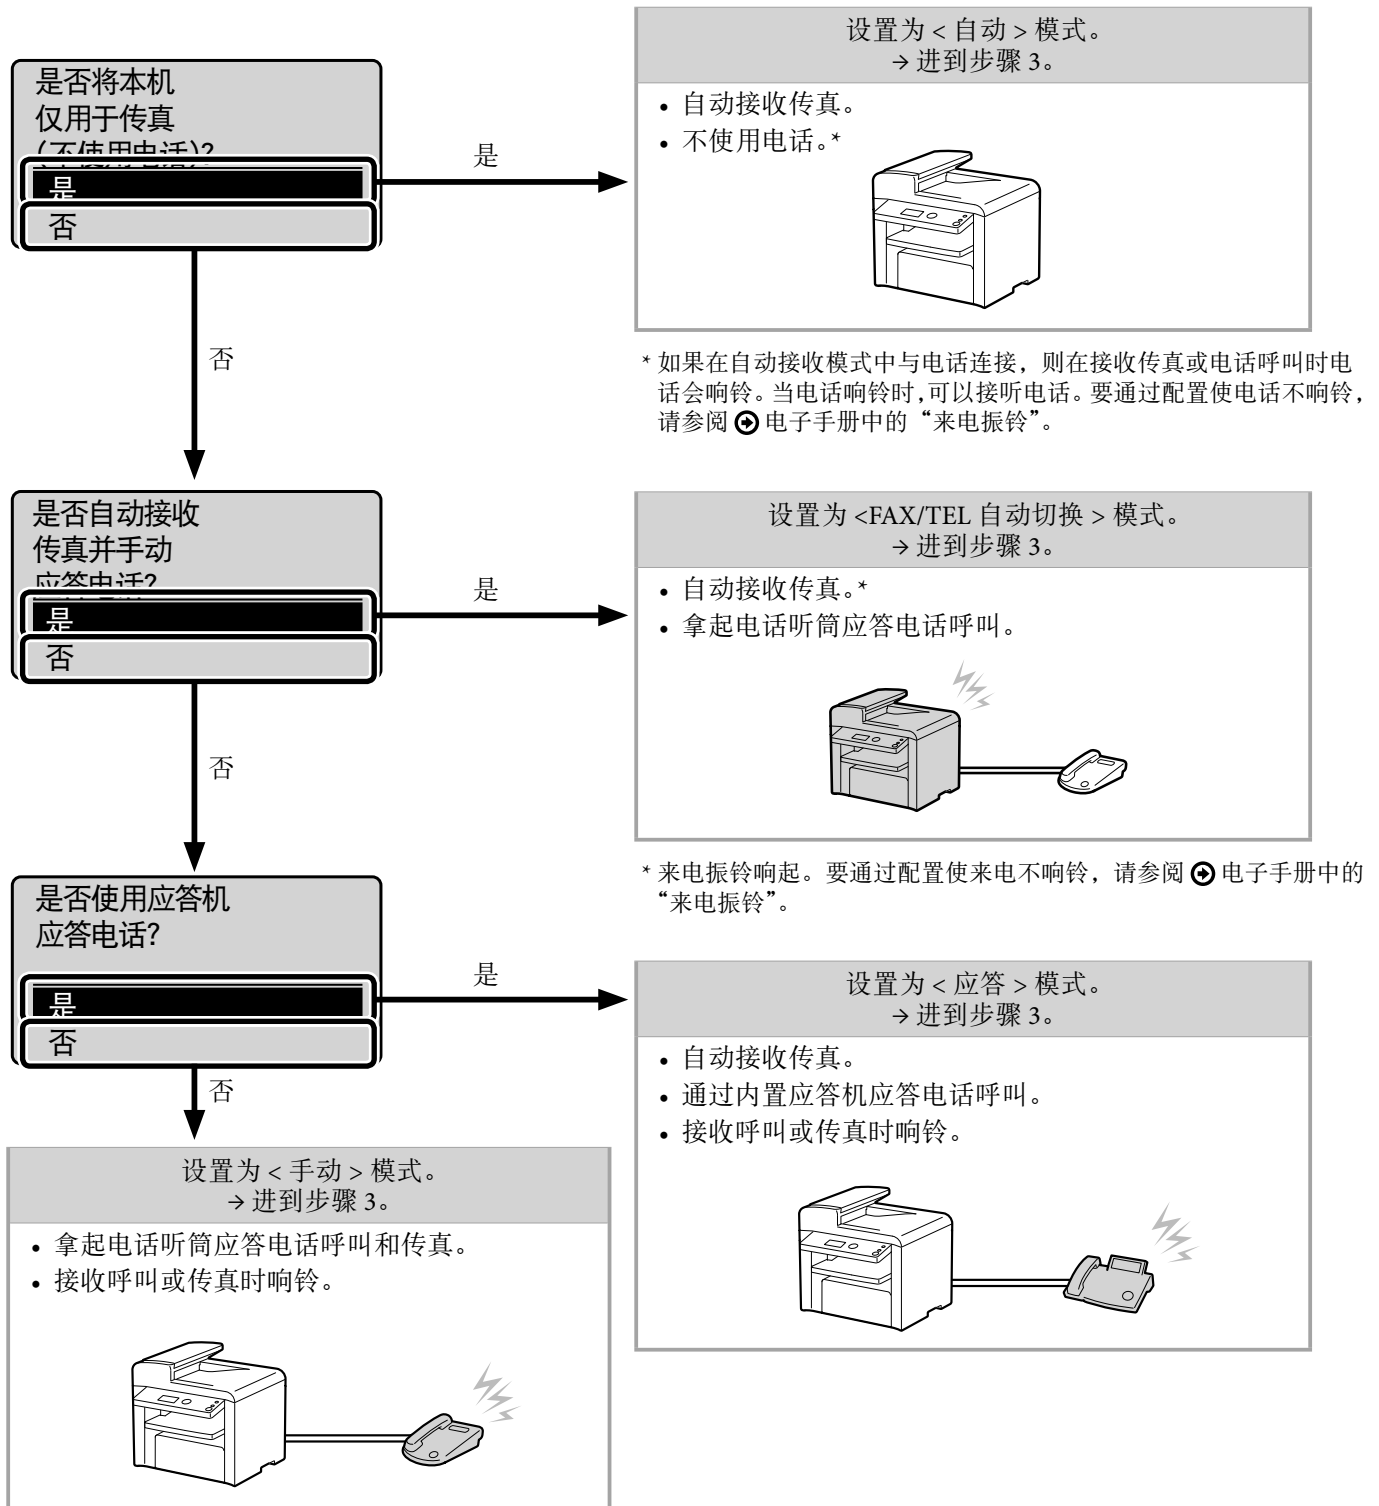 是否将本机
仅用于传真
(不使用电话)?
是
否
是
设置为 < 自动 > 模式。
→ 进到步骤 3。
• 自动接收传真。
• 不使用电话。*
否
* 如果在自动接收模式中与电话连接，则在接收传真或电话呼叫时电
话会响铃。当电话响铃时，可以接听电话。要通过配置使电话不响铃，
请参阅 电子手册中的“来电振铃”。
是否自动接收
传真并手动
应答电话?
是
否
是
设置为 <FAX/TEL 自动切换 > 模式。
→ 进到步骤 3。
• 自动接收传真。*
• 拿起电话听筒应答电话呼叫。
否
* 来电振铃响起。要通过配置使来电不响铃，请参阅 电子手册中的
“来电振铃”。
是否使用应答机
应答电话?
是
否
是
设置为 < 应答 > 模式。
→ 进到步骤 3。
• 自动接收传真。
• 通过内置应答机应答电话呼叫。
• 接收呼叫或传真时响铃。
否
设置为 < 手动 > 模式。
→ 进到步骤 3。
• 拿起电话听筒应答电话呼叫和传真。
• 接收呼叫或传真时响铃。